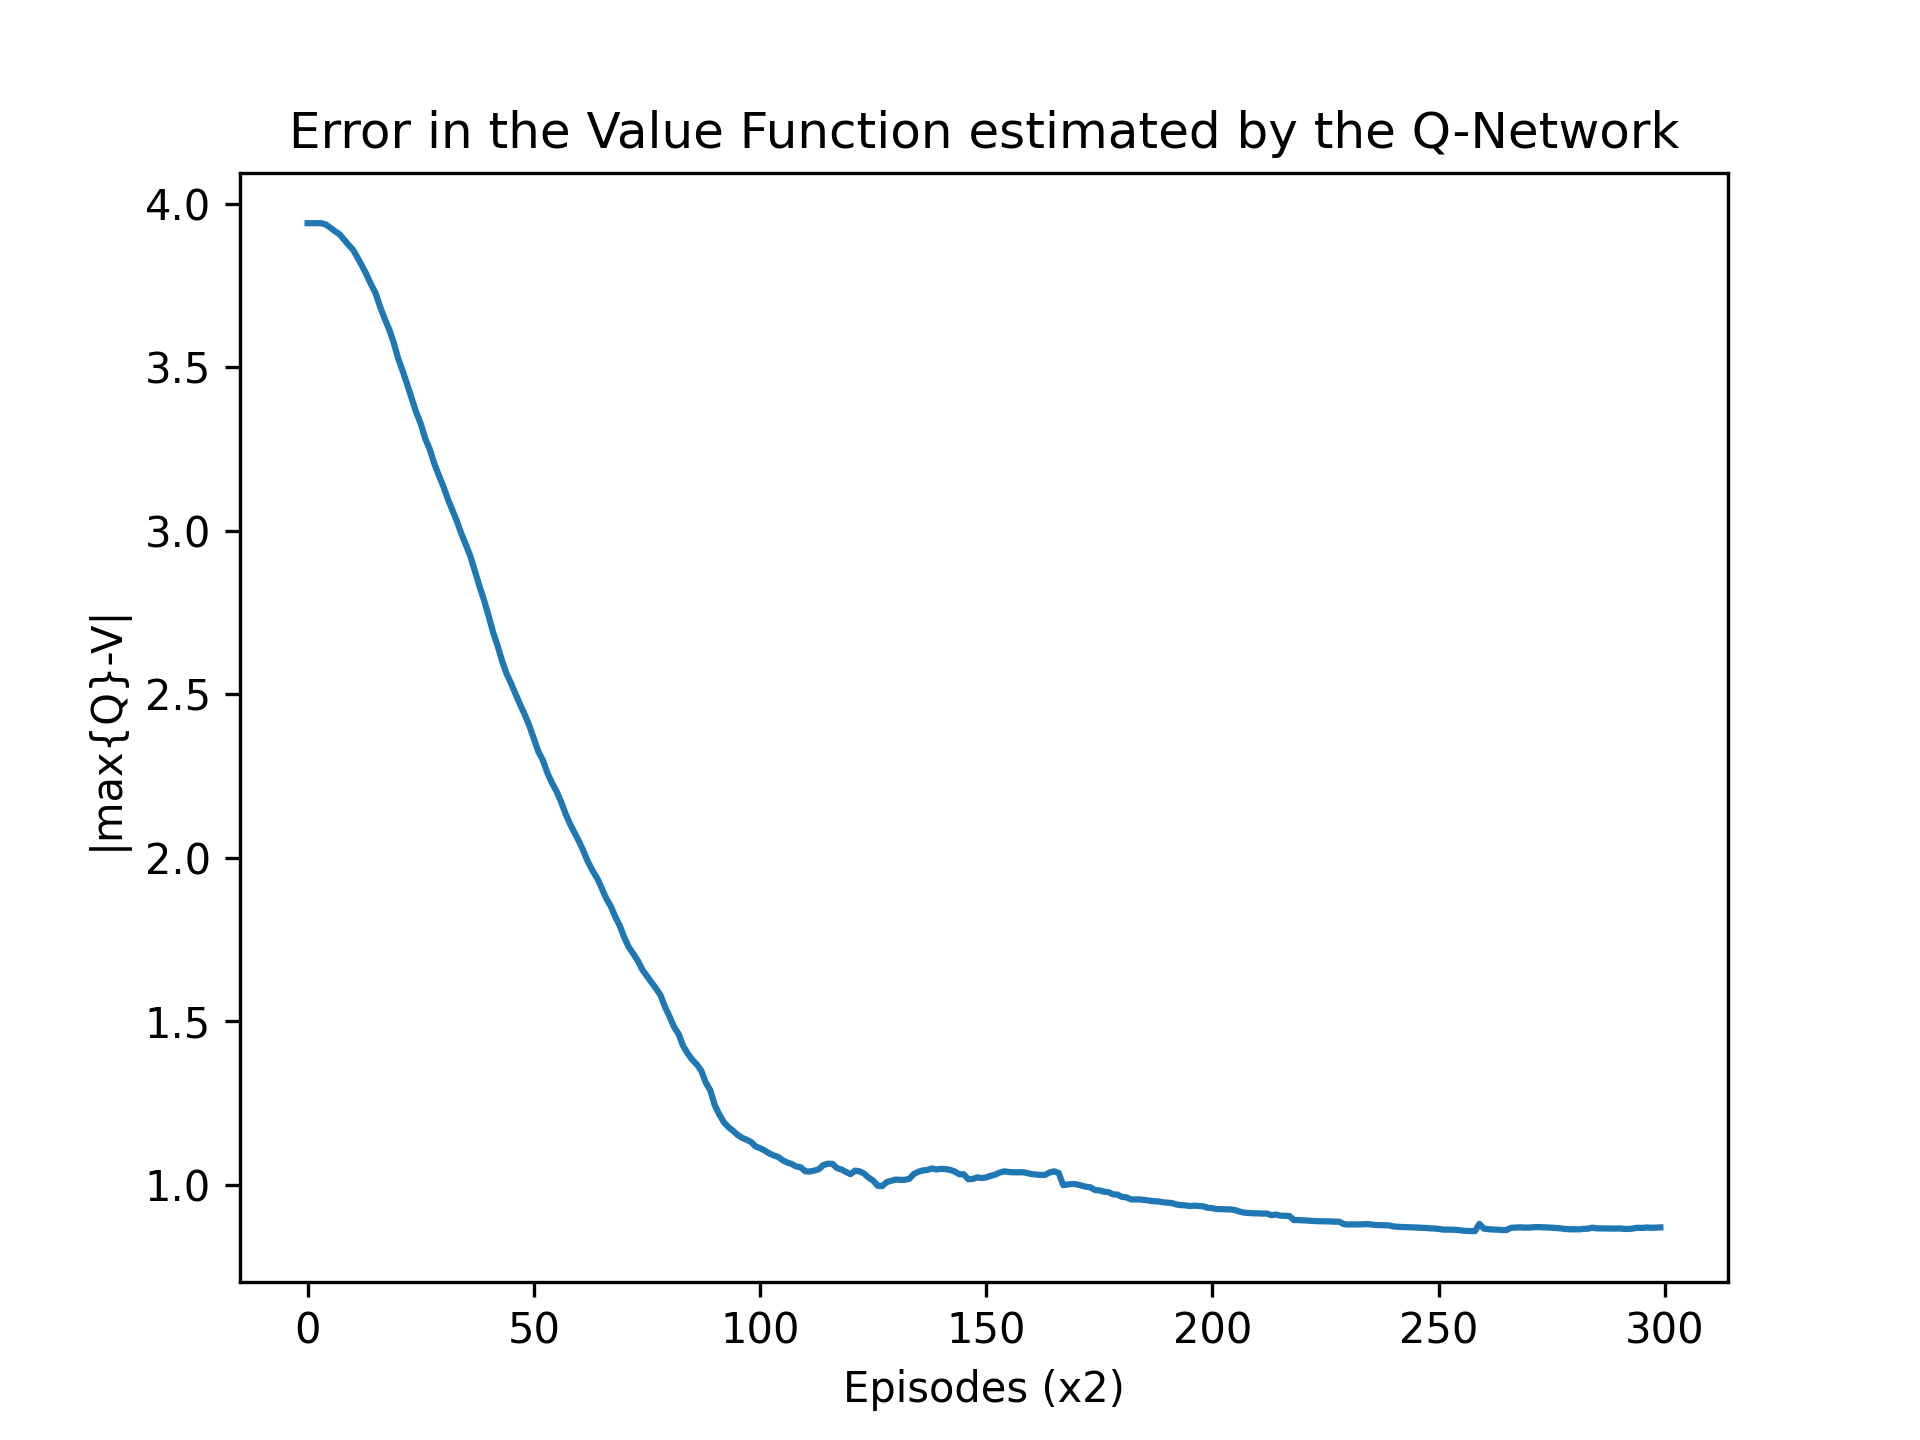 Error in the Value Function estimated by the Q-Network
|max{Q}-V|
4.0
3.5
3.0
2.5
2.0
1.5
1.0
0 50 100 150 200 250 300
Episodes (x2)